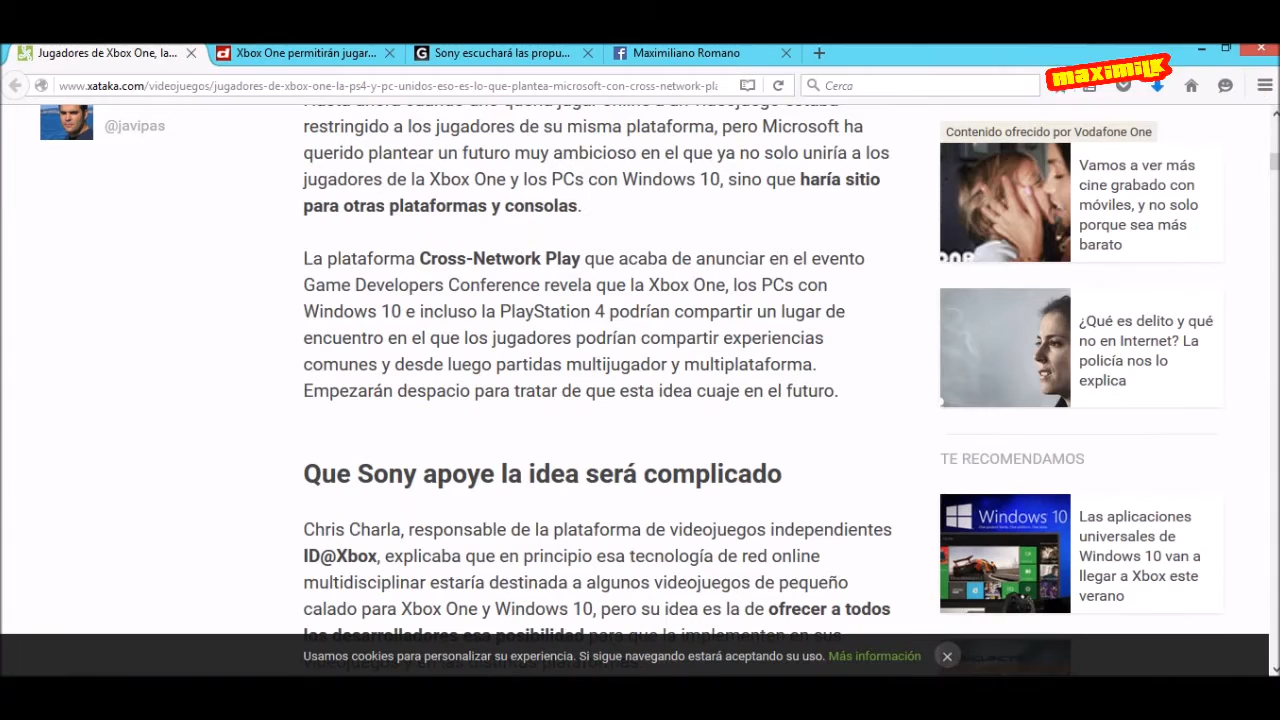 Jugadores de Xbox One, la...
Xbox One permitirán jugar...
Sony escuchará las propu...
Maximiliano Romano
www.xataka.com/videojuegos/jugadores-de-xbox-one-la-ps4-y-pc-unidos-eso-es-lo-que-plantea-microsoft-con-cross-network-pla
Cerca
maximilk
@javipas
restringido a los jugadores de su misma plataforma, pero Microsoft ha
querido plantear un futuro muy ambicioso en el que ya no solo uniría a los
jugadores de la Xbox One y los PCs con Windows 10, sino que haría sitio
para otras plataformas y consolas.
La plataforma Cross-Network Play que acaba de anunciar en el evento
Game Developers Conference revela que la Xbox One, los PCs con
Windows 10 e incluso la PlayStation 4 podrían compartir un lugar de
encuentro en el que los jugadores podrían compartir experiencias
comunes y desde luego partidas multijugador y multiplataforma.
Empezarán despacio para tratar de que esta idea cuaje en el futuro.
Que Sony apoye la idea será complicado
Chris Charla, responsable de la plataforma de videojuegos independientes
ID@Xbox, explicaba que en principio esa tecnología de red online
multidisciplinar estaría destinada a algunos videojuegos de pequeño
calado para Xbox One y Windows 10, pero su idea es la de ofrecer a todos
los desarrolladores esa posibilidad para que la implementen en sus
Usamos cookies para personalizar su experiencia. Si sigue navegando estará aceptando su uso. Más información
Contenido ofrecido por Vodafone One
Vamos a ver más
cine grabado con
móviles, y no solo
porque sea más
barato
¿Qué es delito y qué
no en Internet? La
policía nos lo
explica
TE RECOMENDAMOS
Windows 10
Las aplicaciones
universales de
Windows 10 van a
llegar a Xbox este
verano